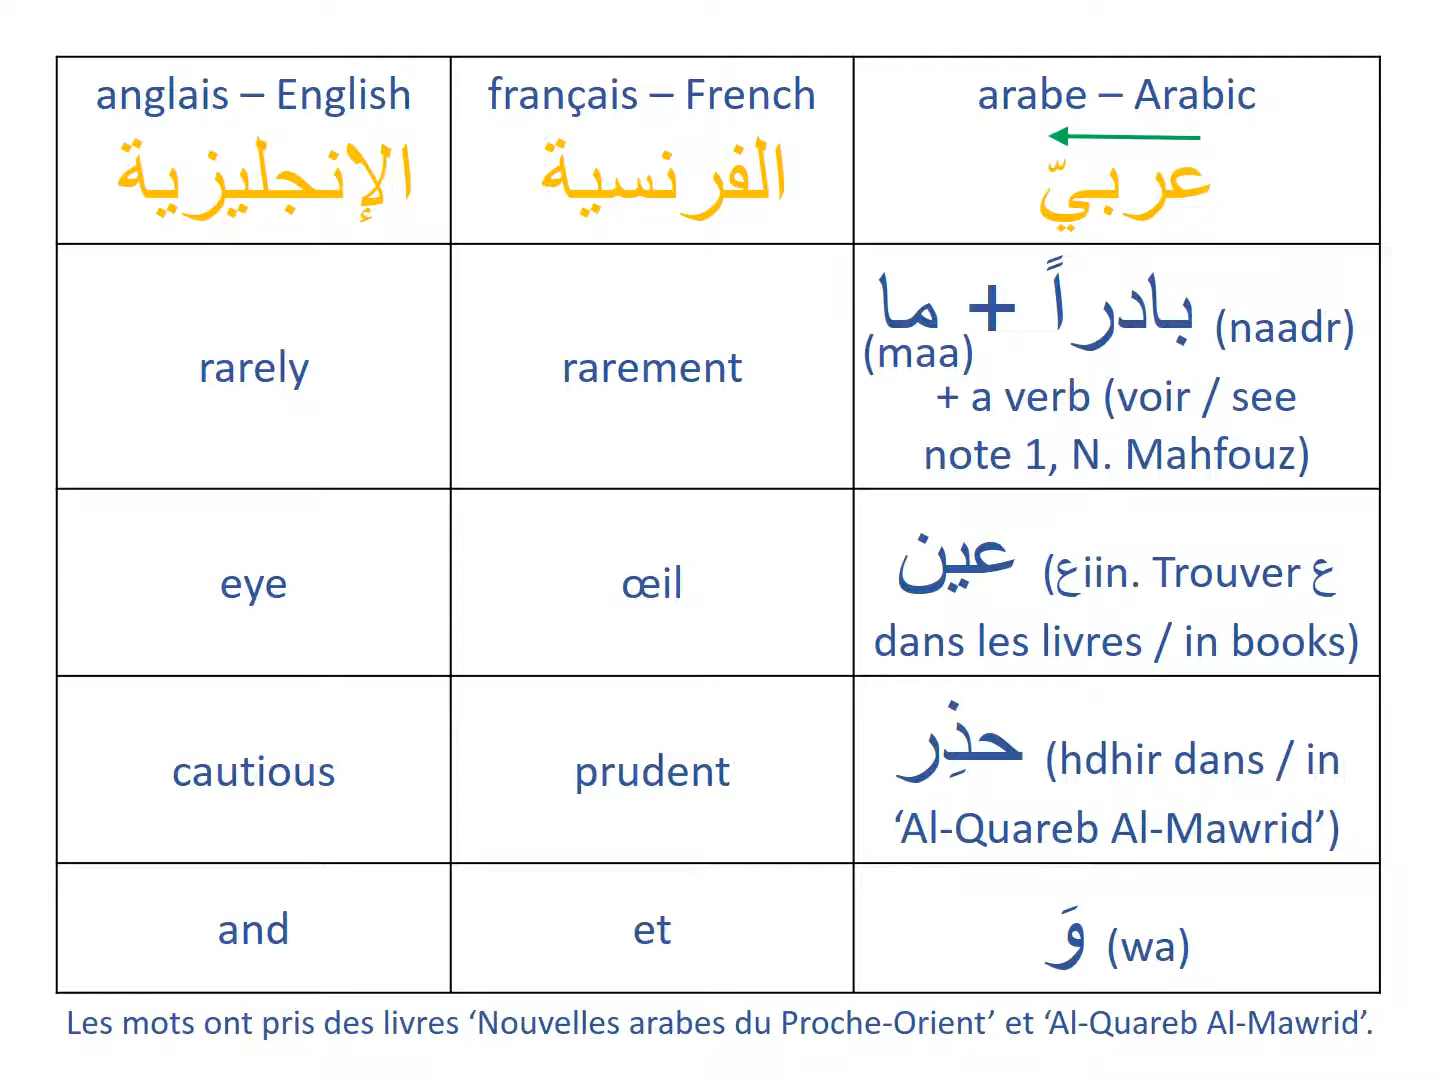 anglais – English
الإنجليزية
français – French
الفرنسية
arabe – Arabic
عربيّ
rarely
rarement
بادراً + ما (naadr)
(maa)
+ a verb (voir / see
note 1, N. Mahfouz)
eye
œil
عين (عiin. Trouver ع
dans les livres / in books)
cautious
prudent
حذِر (hdhir dans / in
‘Al-Quareb Al-Mawrid’)
and
et
وَ (wa)
Les mots ont pris des livres ‘Nouvelles arabes du Proche-Orient’ et ‘Al-Quareb Al-Mawrid’.